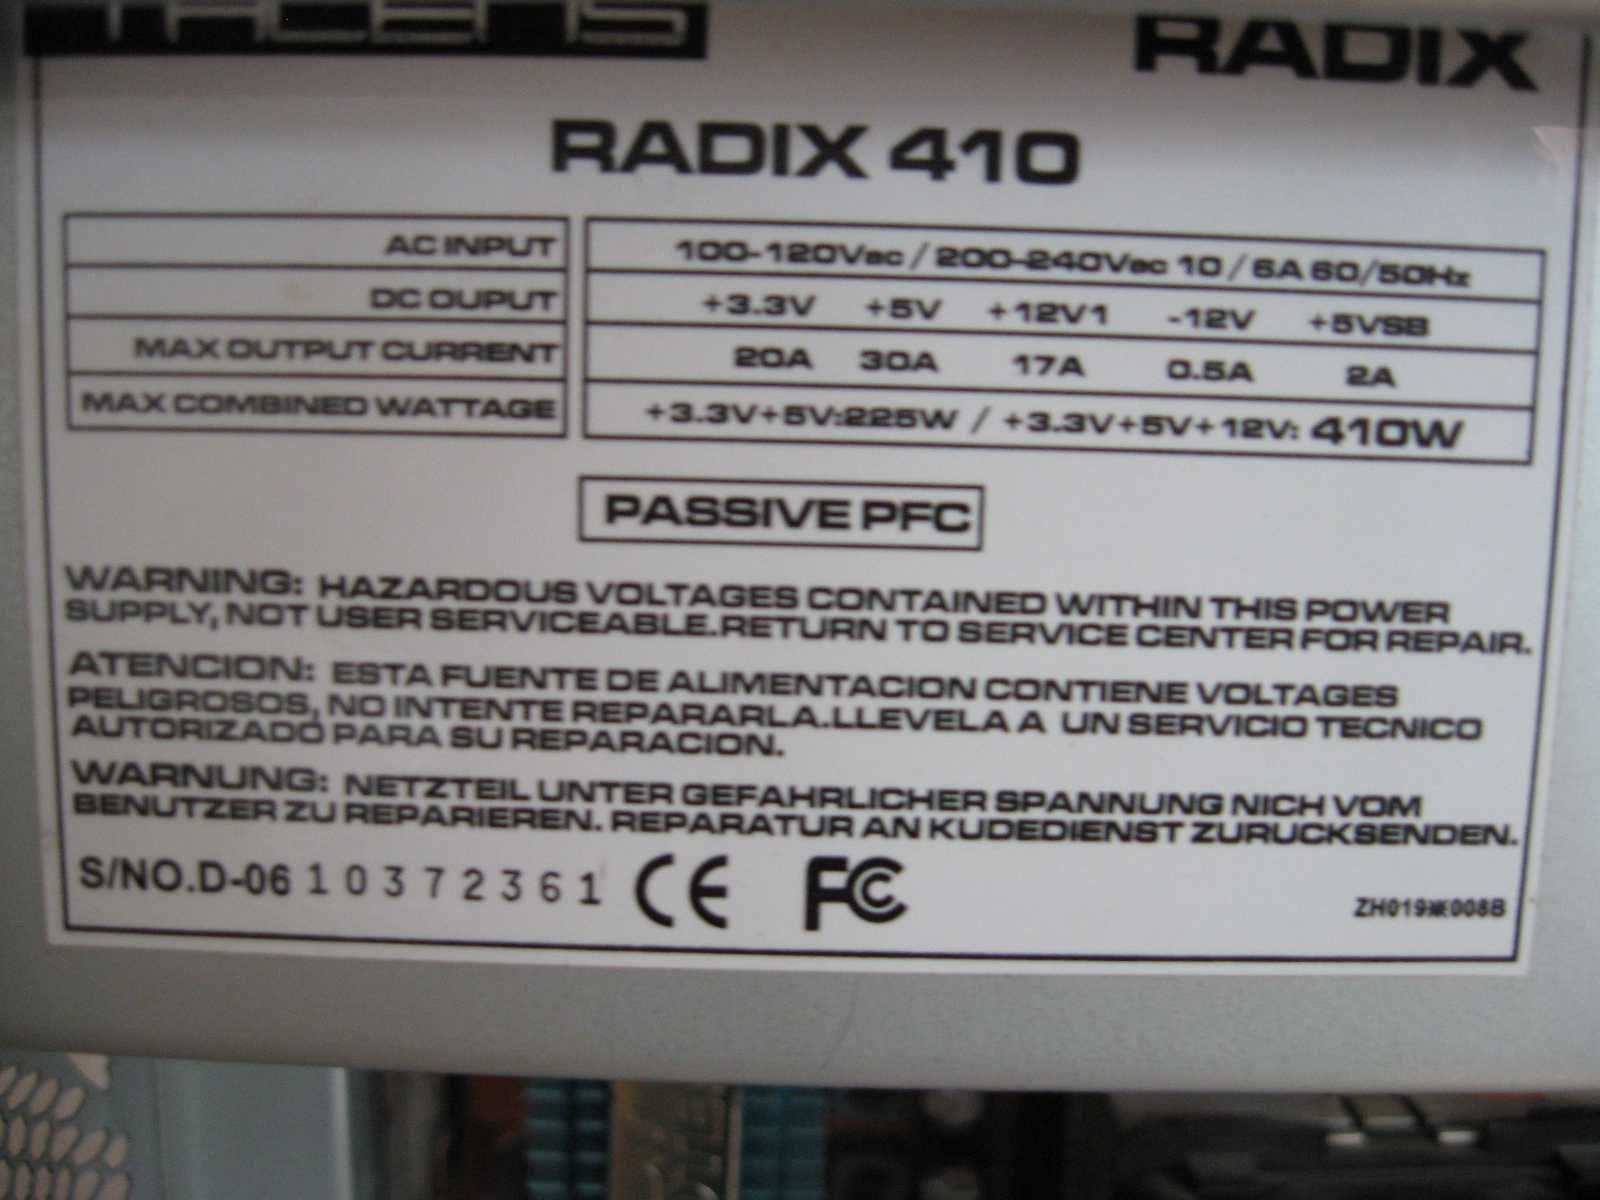 TACENS RADIX
RADIX 410
AC INPUT 100-120Vac / 200-240Vac 10 / 6A 60/50Hz
DC OUPUT +3.3V +5V +12V1 -12V +5VSB
MAX OUTPUT CURRENT 20A 30A 17A 0.5A 2A
MAX COMBINED WATTAGE +3.3V+5V:225W / +3.3V+5V+12V: 410W
PASSIVE PFC
WARNING: HAZARDOUS VOLTAGES CONTAINED WITHIN THIS POWER
SUPPLY, NOT USER SERVICEABLE.RETURN TO SERVICE CENTER FOR REPAIR.
ATENCION: ESTA FUENTE DE ALIMENTACION CONTIENE VOLTAGES
PELIGROSOS, NO INTENTE REPARARLA.LLEVELA A UN SERVICIO TECNICO
AUTORIZADO PARA SU REPARACION.
WARNUNG: NETZTEIL UNTER GEFAHRLICHER SPANNUNG NICH VOM
BENUTZER ZU REPARIEREN. REPARATUR AN KUDEDIENST ZURUCKSENDEN.
S/NO.D-06 10372361 CE FC